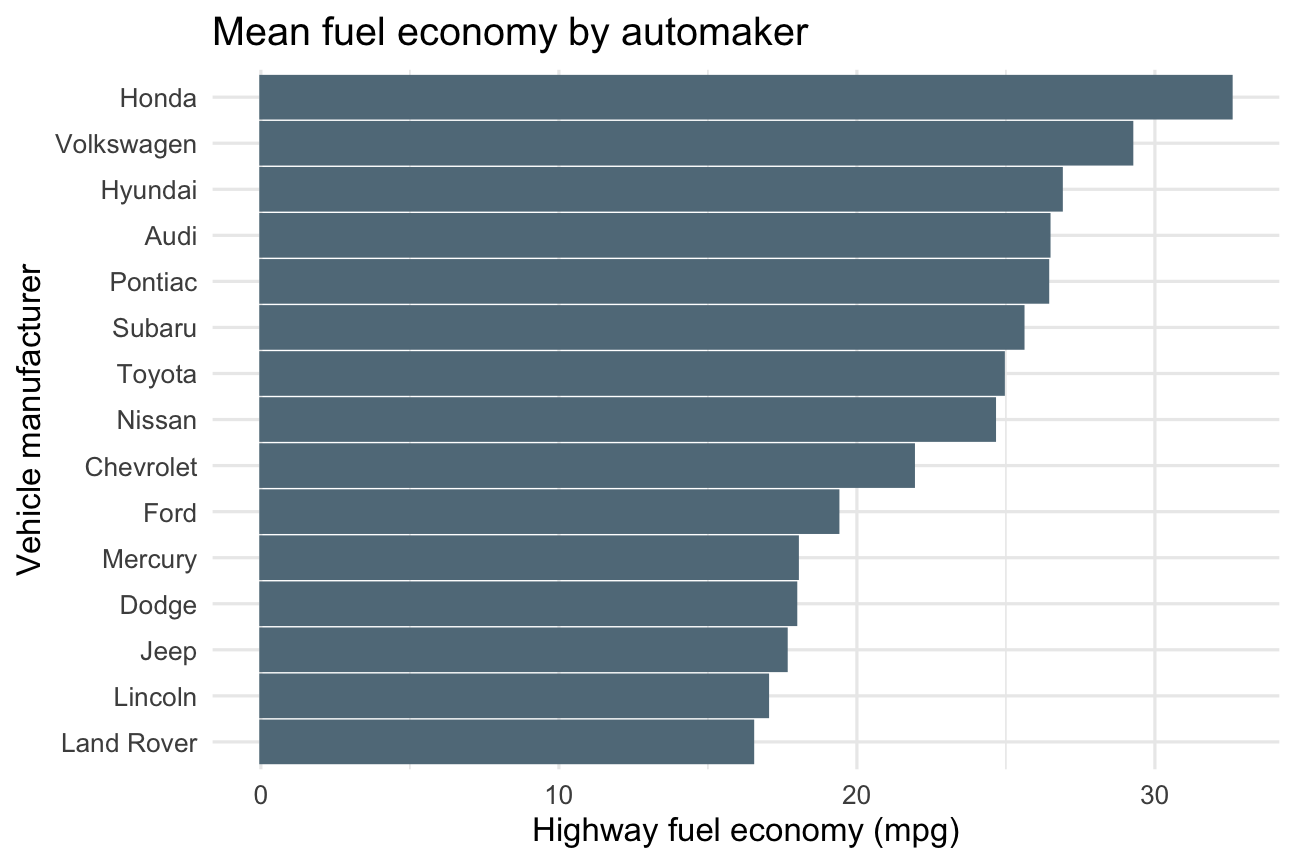 Mean fuel economy by automaker
Vehicle manufacturer
Honda
Volkswagen
Hyundai
Audi
Pontiac
Subaru
Toyota
Nissan
Chevrolet
Ford
Mercury
Dodge
Jeep
Lincoln
Land Rover
0 10 20 30
Highway fuel economy (mpg)